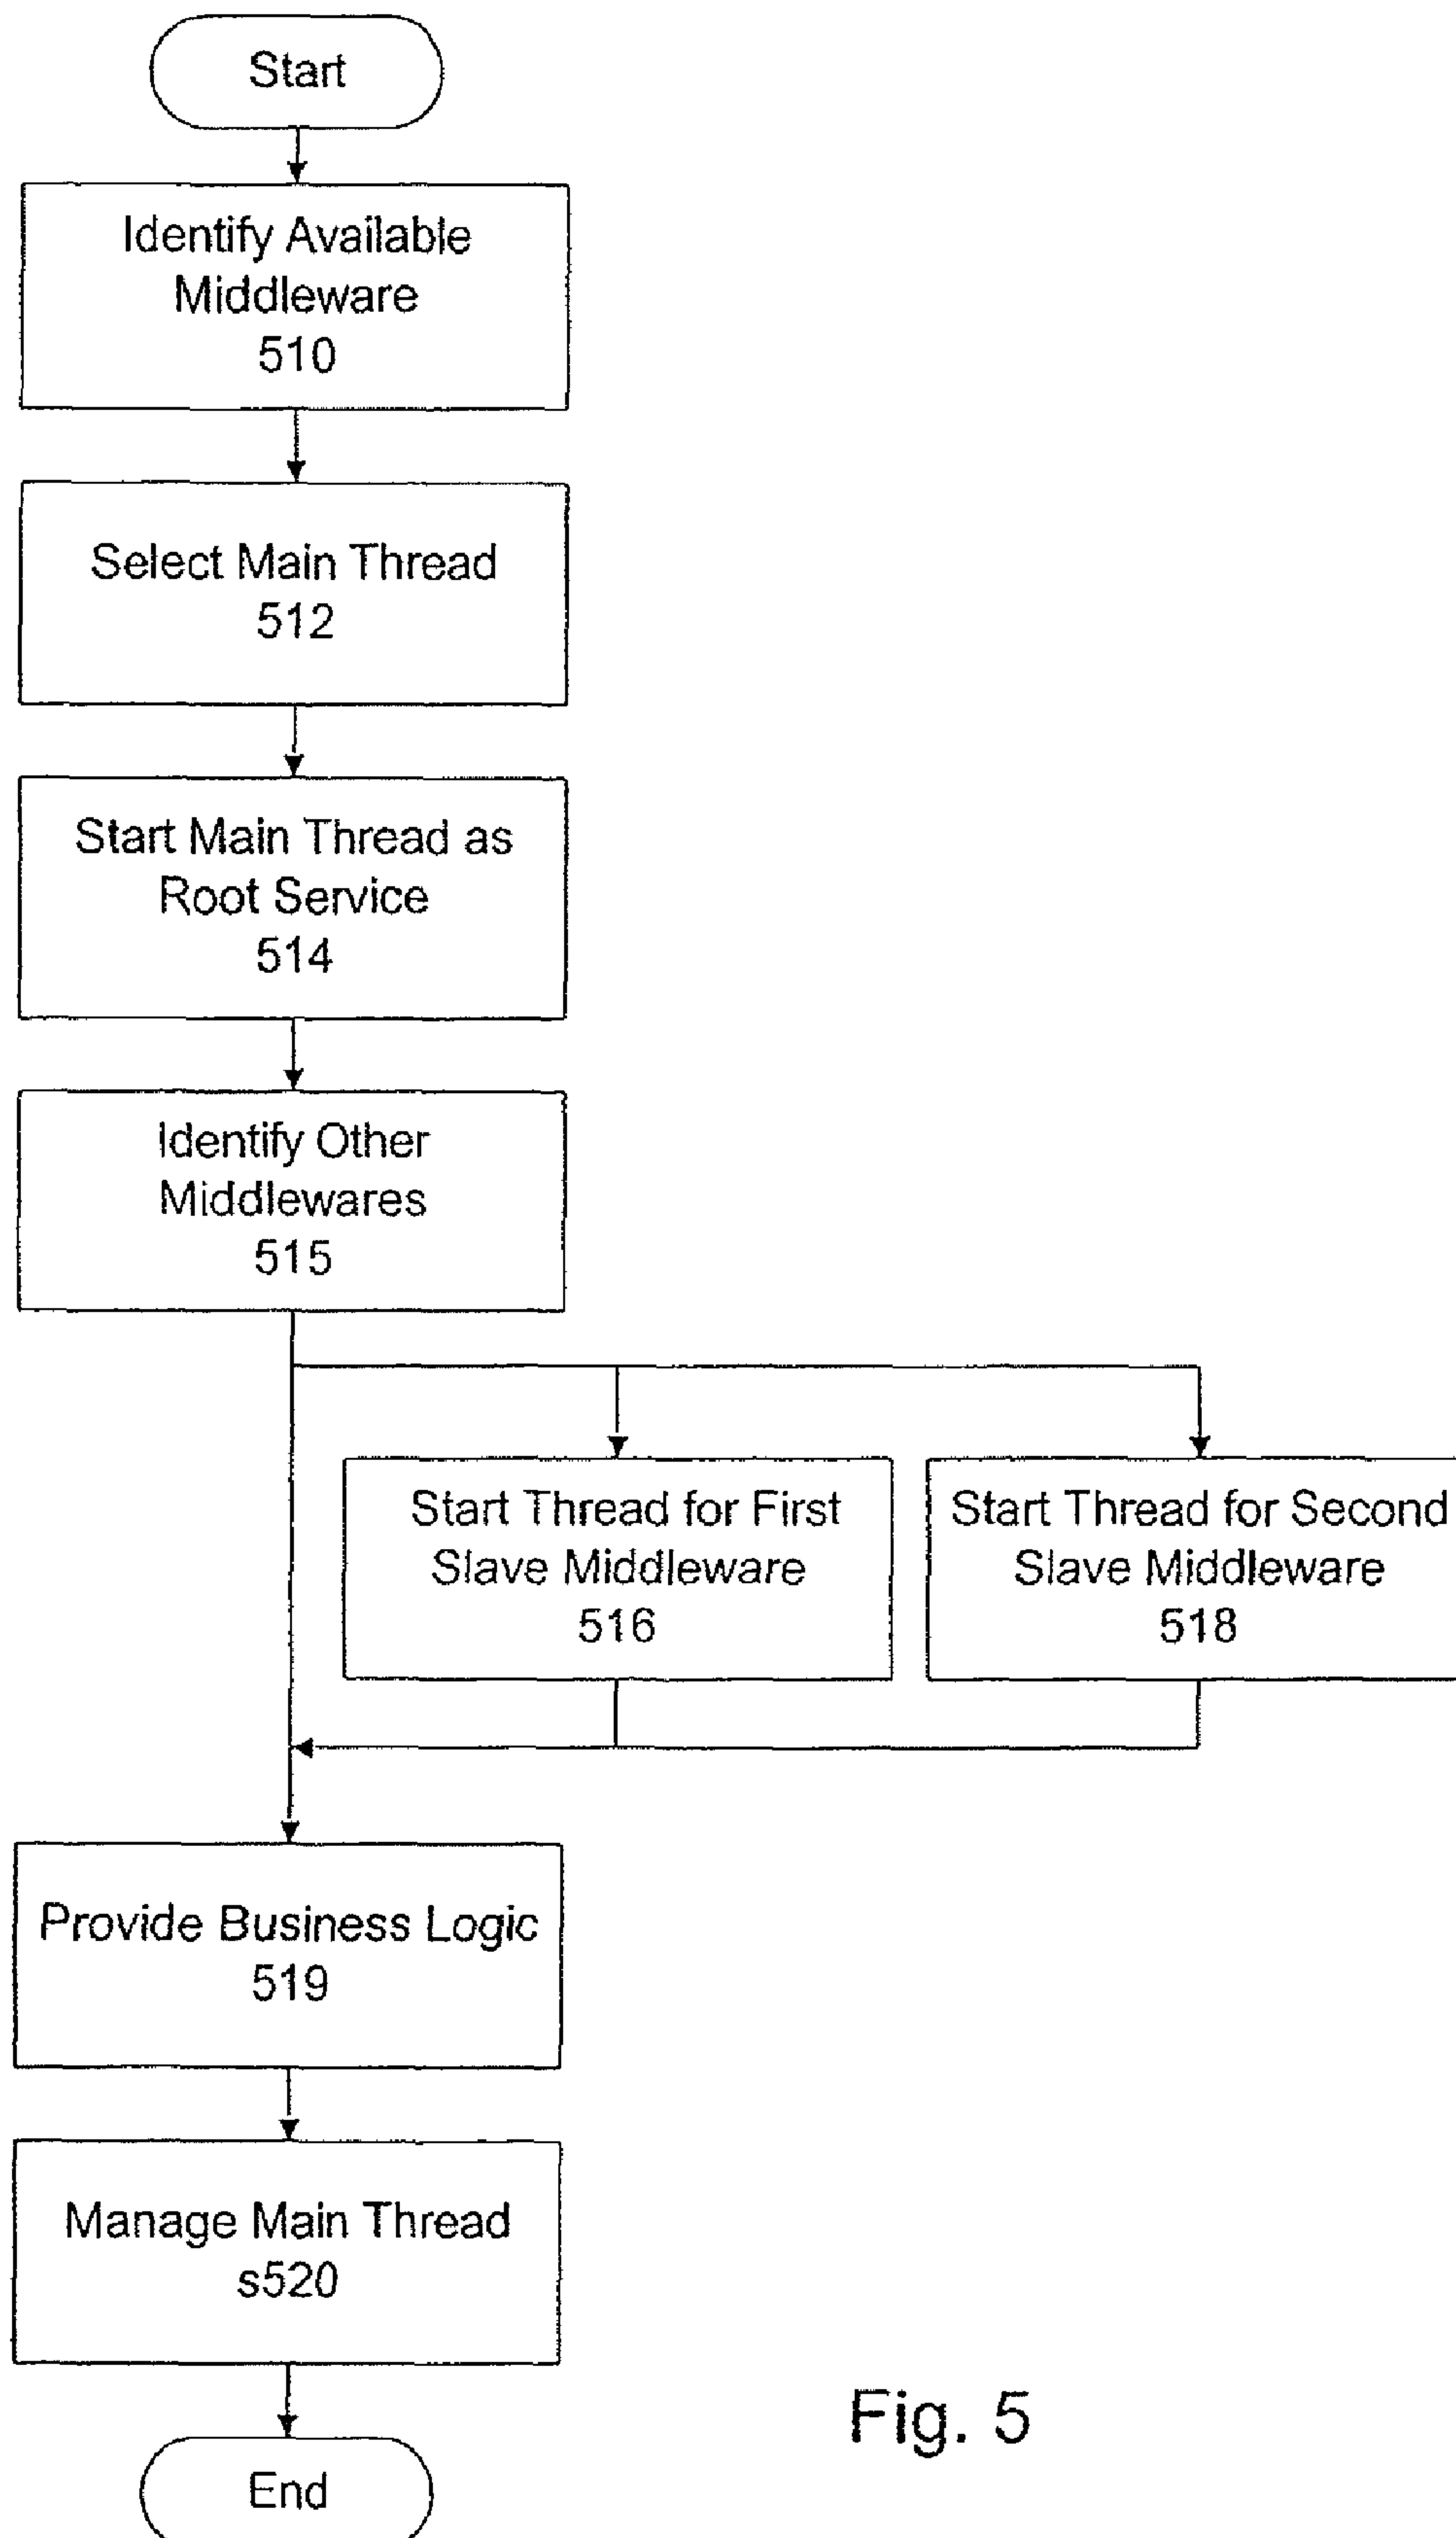 Start
Identify Available
Middleware
510
Select Main Thread
512
Start Main Thread as
Root Service
514
Identify Other
Middlewares
515
Start Thread for First
Slave Middleware
516
Start Thread for Second
Slave Middleware
518
Provide Business Logic
519
Manage Main Thread
s520
End
Fig. 5